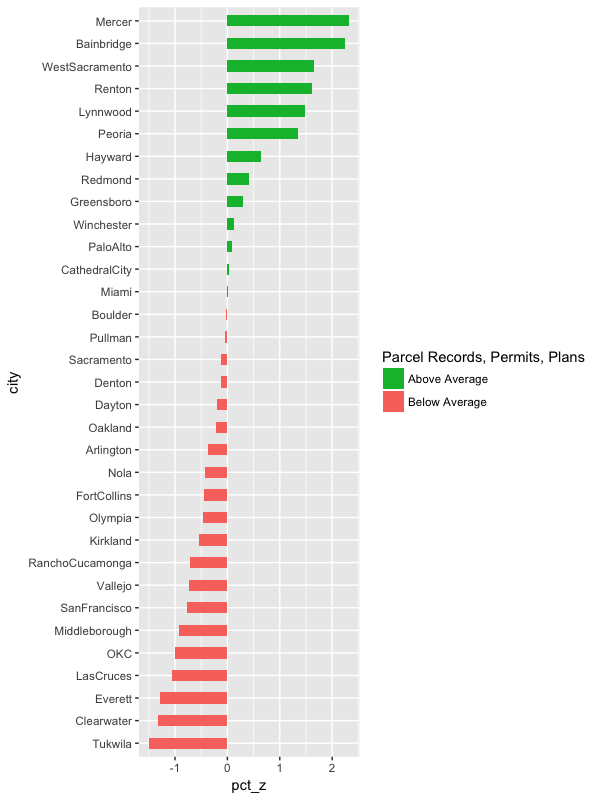 Mercer
Bainbridge
WestSacramento
Renton
Lynnwood
Peoria
Hayward
Redmond
Greensboro
Winchester
PaloAlto
CathedralCity
Miami
Boulder
Pullman
Sacramento
Denton
Dayton
Oakland
Arlington
Nola
FortCollins
Olympia
Kirkland
RanchoCucamonga
Vallejo
SanFrancisco
Middleborough
OKC
LasCruces
Everett
Clearwater
Tukwila
city
-1 0 1 2
pct_z
Parcel Records, Permits, Plans
Above Average
Below Average